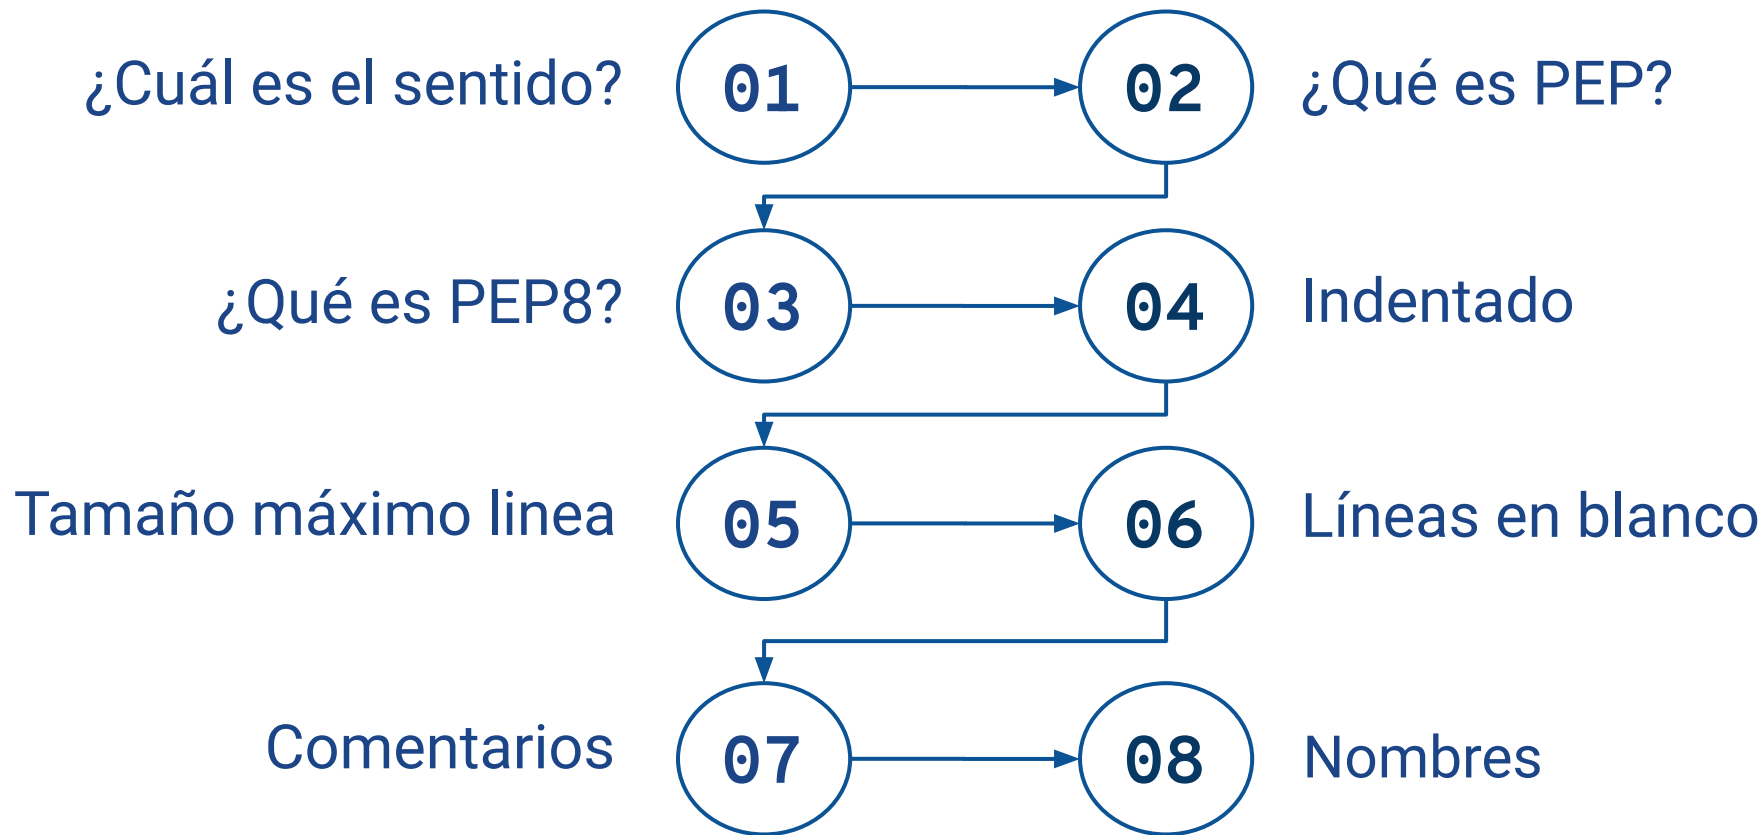 ¿Cuál es el sentido?
01
02
¿Qué es PEP?
¿Qué es PEP8?
03
04
Indentado
Tamaño máximo linea
05
06
Líneas en blanco
Comentarios
07
08
Nombres